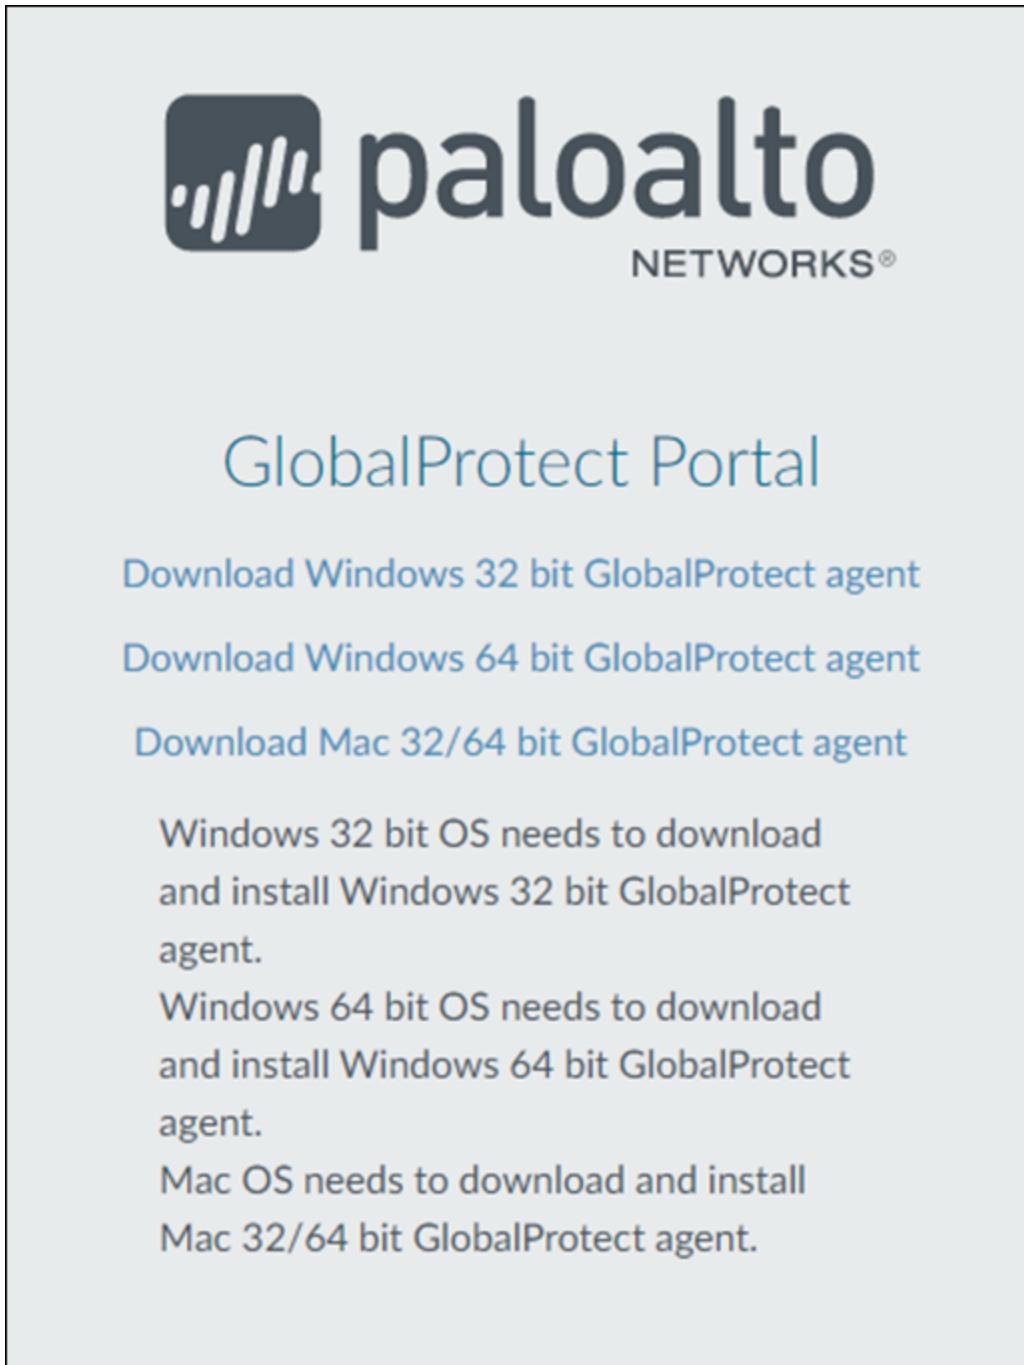 paloalto
NETWORKS®
GlobalProtect Portal
Download Windows 32 bit GlobalProtect agent
Download Windows 64 bit GlobalProtect agent
Download Mac 32/64 bit GlobalProtect agent
Windows 32 bit OS needs to download
and install Windows 32 bit GlobalProtect
agent.
Windows 64 bit OS needs to download
and install Windows 64 bit GlobalProtect
agent.
Mac OS needs to download and install
Mac 32/64 bit GlobalProtect agent.